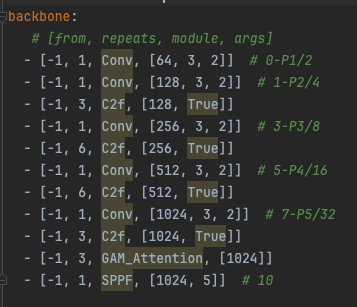 backbone:
# [from, repeats, module, args]
- [-1, 1, Conv, [64, 3, 2]] # 0-P1/2
- [-1, 1, Conv, [128, 3, 2]] # 1-P2/4
- [-1, 3, C2f, [128, True]]
- [-1, 1, Conv, [256, 3, 2]] # 3-P3/8
- [-1, 6, C2f, [256, True]]
- [-1, 1, Conv, [512, 3, 2]] # 5-P4/16
- [-1, 6, C2f, [512, True]]
- [-1, 1, Conv, [1024, 3, 2]] # 7-P5/32
- [-1, 3, C2f, [1024, True]]
- [-1, 3, GAM_Attention, [1024]]
- [-1, 1, SPPF, [1024, 5]] # 10